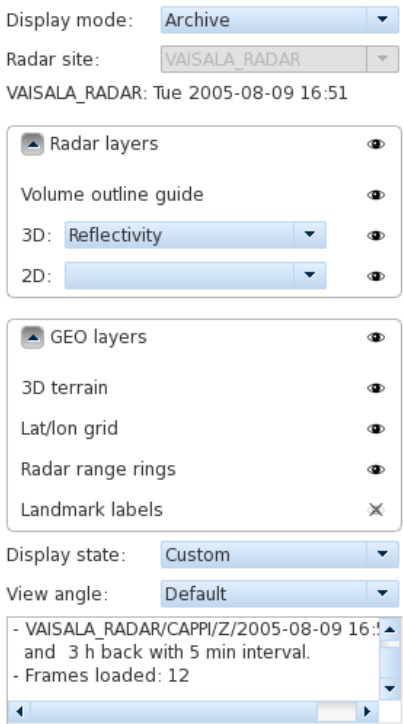 Display mode: Archive
Radar site: VAISALA_RADAR
VAISALA_RADAR: Tue 2005-08-09 16:51
Radar layers
Volume outline guide
3D: Reflectivity
2D:
GEO layers
3D terrain
Lat/lon grid
Radar range rings
Landmark labels
Display state: Custom
View angle: Default
- VAISALA_RADAR/CAPPI/Z/2005-08-09 16:
and 3 h back with 5 min interval.
- Frames loaded: 12